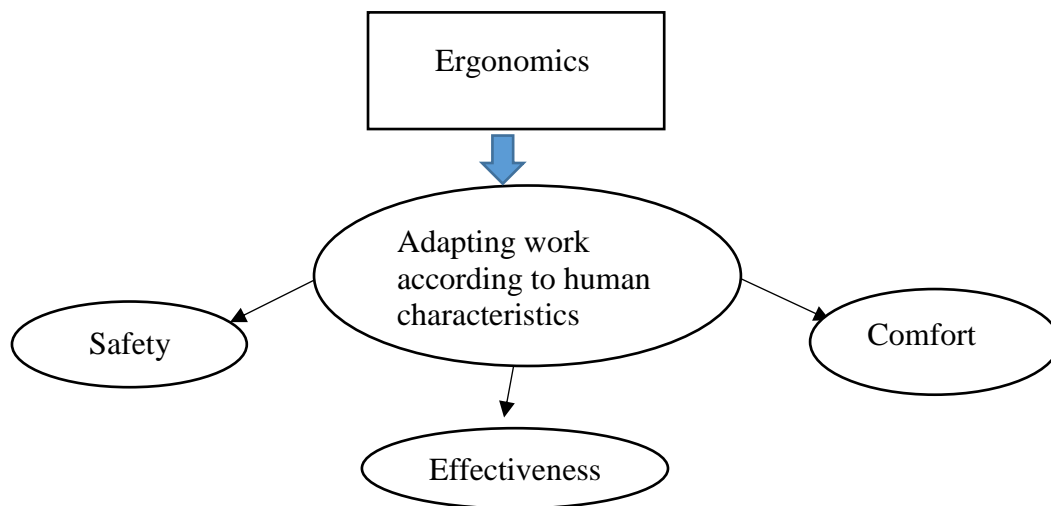 Ergonomics
Adapting work
according to human
characteristics
Safety
Comfort
Effectiveness